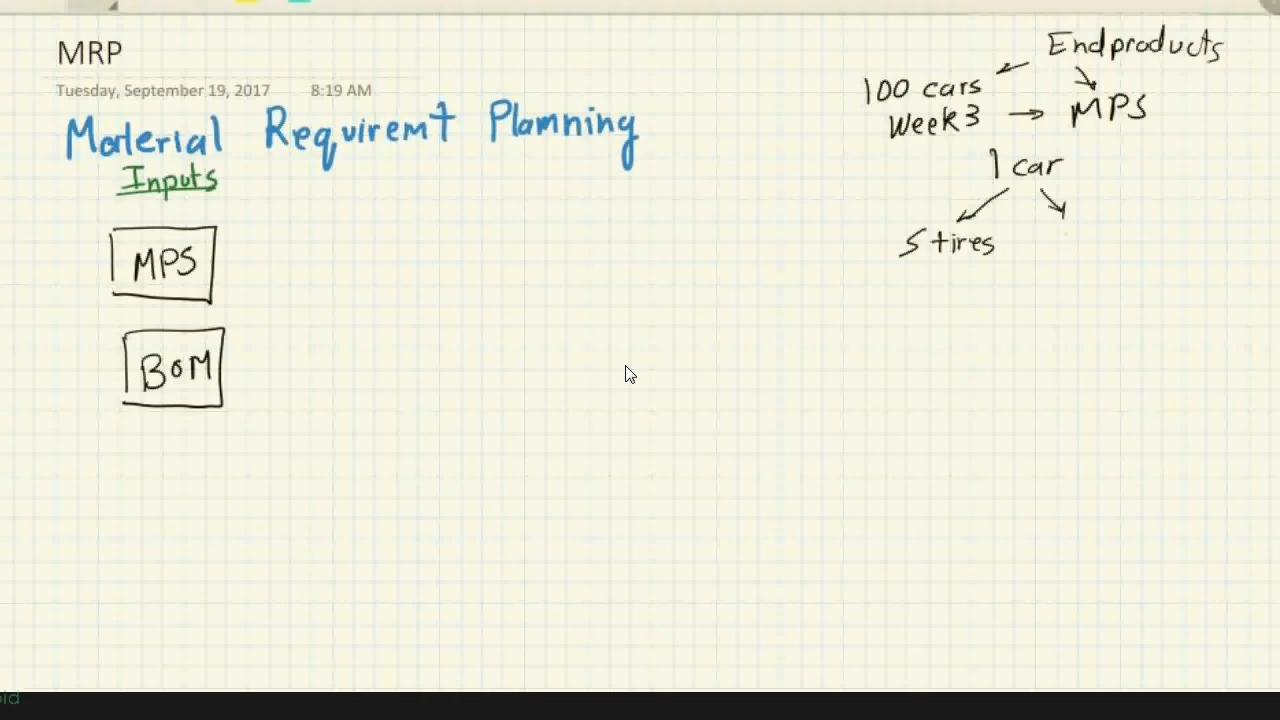 MRP
Tuesday, September 19, 2017 8:19 AM
Material Requiremt Planning
Inputs
MPS
BOM
Endproducts
100 cars
Week 3 → MPS
1 car
5 tires